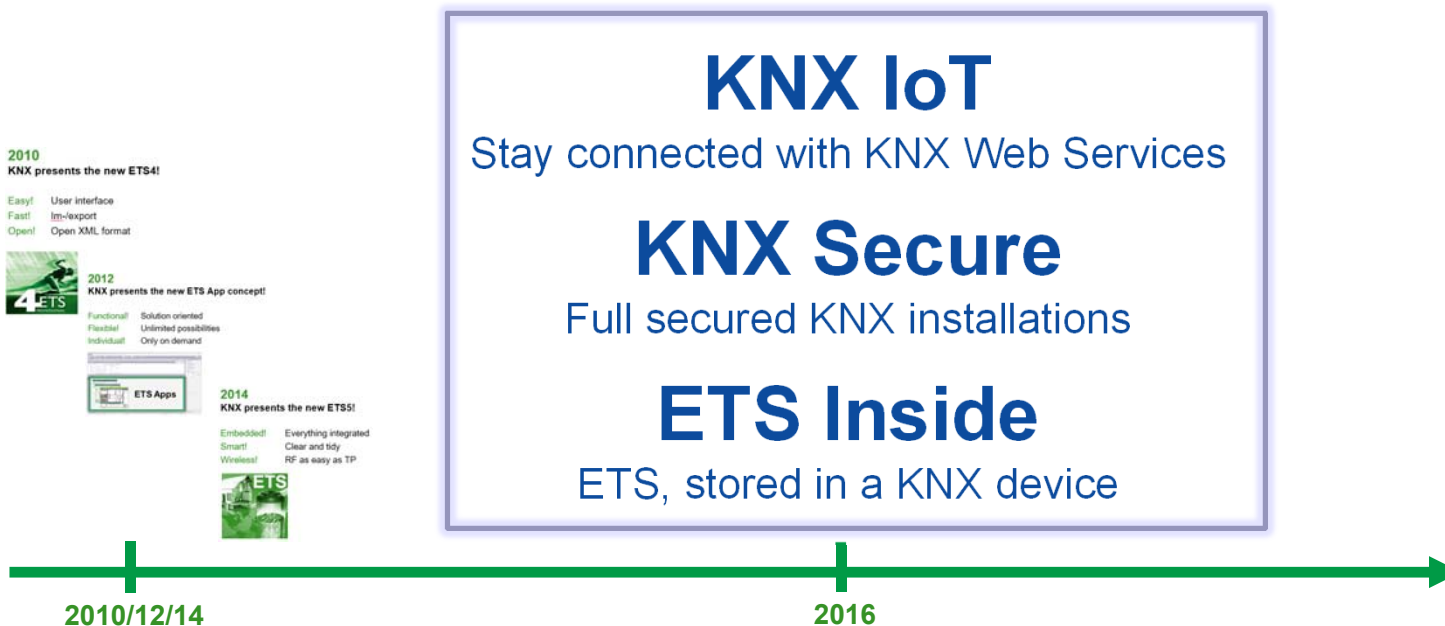 2010
KNX presents the new ETS4!
Easy! User interface
Fast! Im-/export
Open! Open XML format
4 ETS
2012
KNX presents the new ETS App concept!
Functional! Solution oriented
Flexible! Unlimited possibilities
Individual! Only on demand
ETS Apps
2014
KNX presents the new ETS5!
Embedded! Everything integrated
Smart! Clear and tidy
Wireless! RF as easy as TP
ETS
KNX IoT
Stay connected with KNX Web Services
KNX Secure
Full secured KNX installations
ETS Inside
ETS, stored in a KNX device
2010/12/14
2016